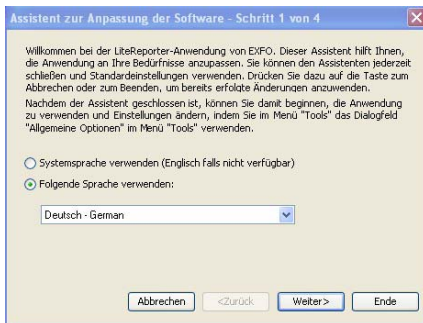 Assistent zur Anpassung der Software - Schritt 1 von 4
Willkommen bei der LiteReporter-Anwendung von EXFO. Dieser Assistent hilft Ihnen,
die Anwendung an Ihre Bedürfnisse anzupassen. Sie können den Assistenten jederzeit
schließen und Standardeinstellungen verwenden. Drücken Sie dazu auf die Taste zum
Abbrechen oder zum Beenden, um bereits erfolgte Änderungen anzuwenden.
Nachdem der Assistent geschlossen ist, können Sie damit beginnen, die Anwendung
zu verwenden und Einstellungen ändern, indem Sie im Menü "Tools" das Dialogfeld
"Allgemeine Optionen" im Menü "Tools" verwenden.
Systemsprache verwenden (Englisch falls nicht verfügbar)
Folgende Sprache verwenden:
Deutsch - German
Abbrechen <Zurück Weiter> Ende